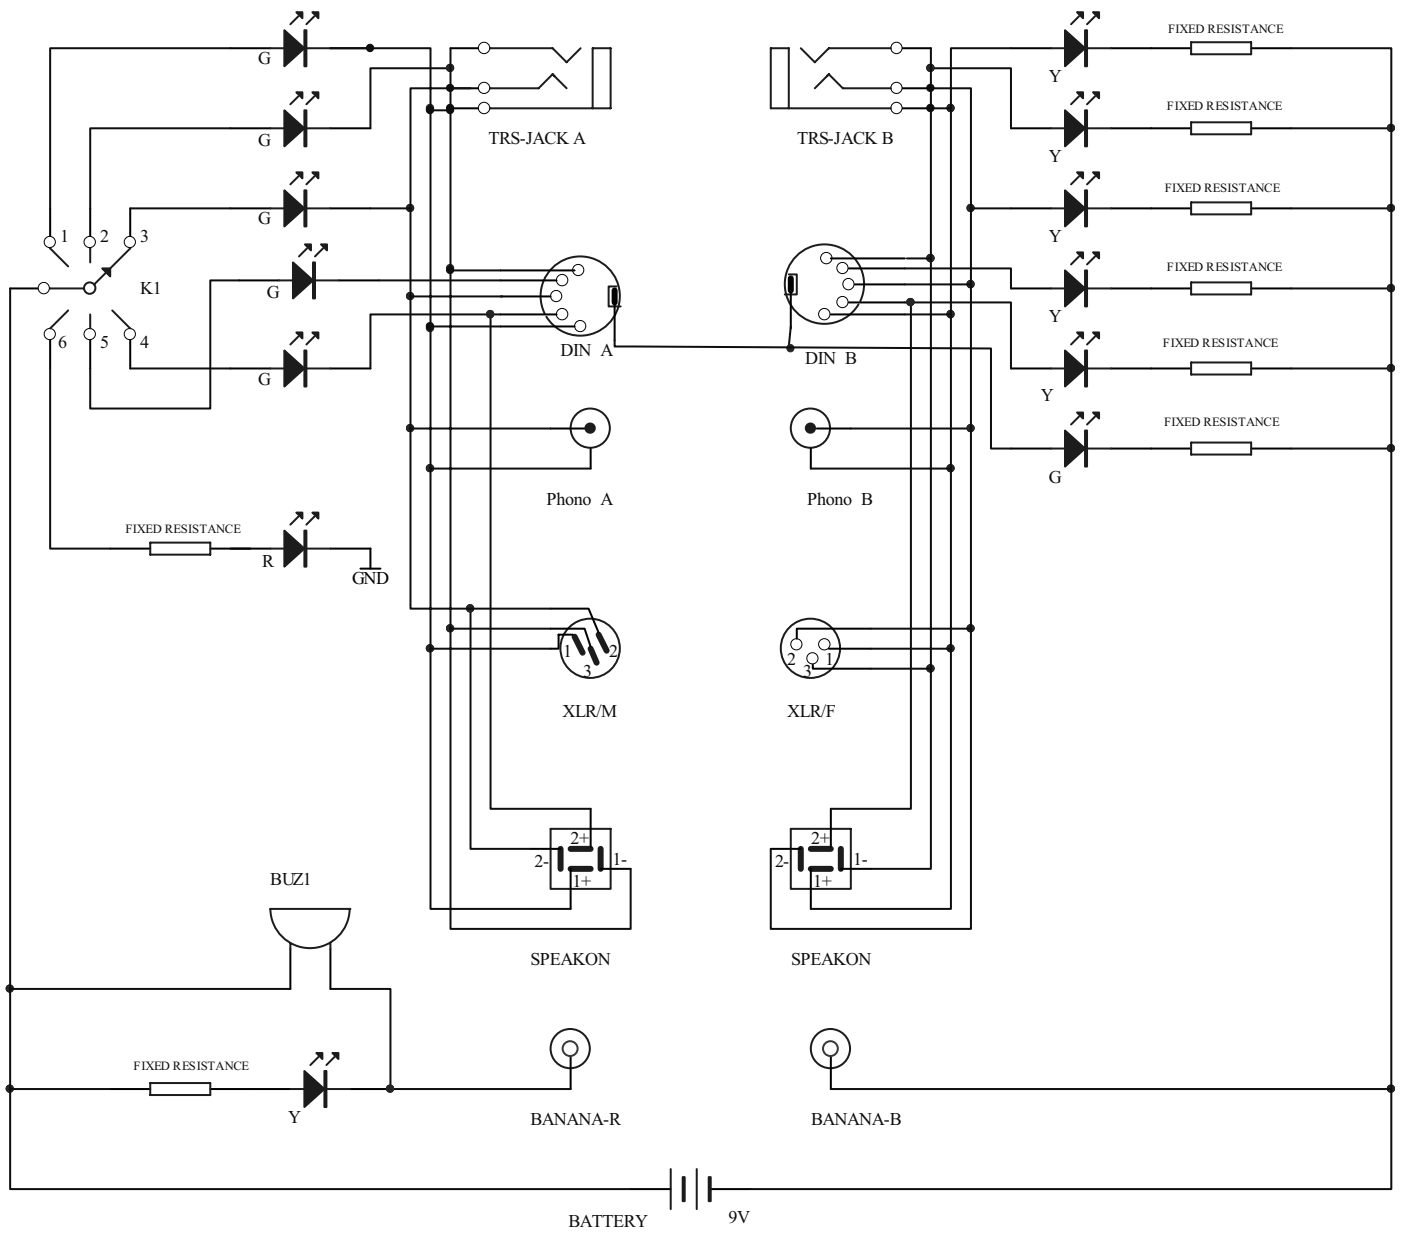 G
FIXED RESISTANCE
Y
TRS-JACK A
TRS-JACK B
G
FIXED RESISTANCE
Y
G
FIXED RESISTANCE
Y
1
2
3
K1
6
5
4
G
FIXED RESISTANCE
Y
DIN A
DIN B
G
FIXED RESISTANCE
Y
FIXED RESISTANCE
G
Phono A
Phono B
FIXED RESISTANCE
R
GND
1
2
3
2
1
3
XLR/M
XLR/F
2+
2-
1-
1+
2+
2-
1-
1+
BUZ1
SPEAKON
SPEAKON
FIXED RESISTANCE
Y
BANANA-R
BANANA-B
BATTERY
9V